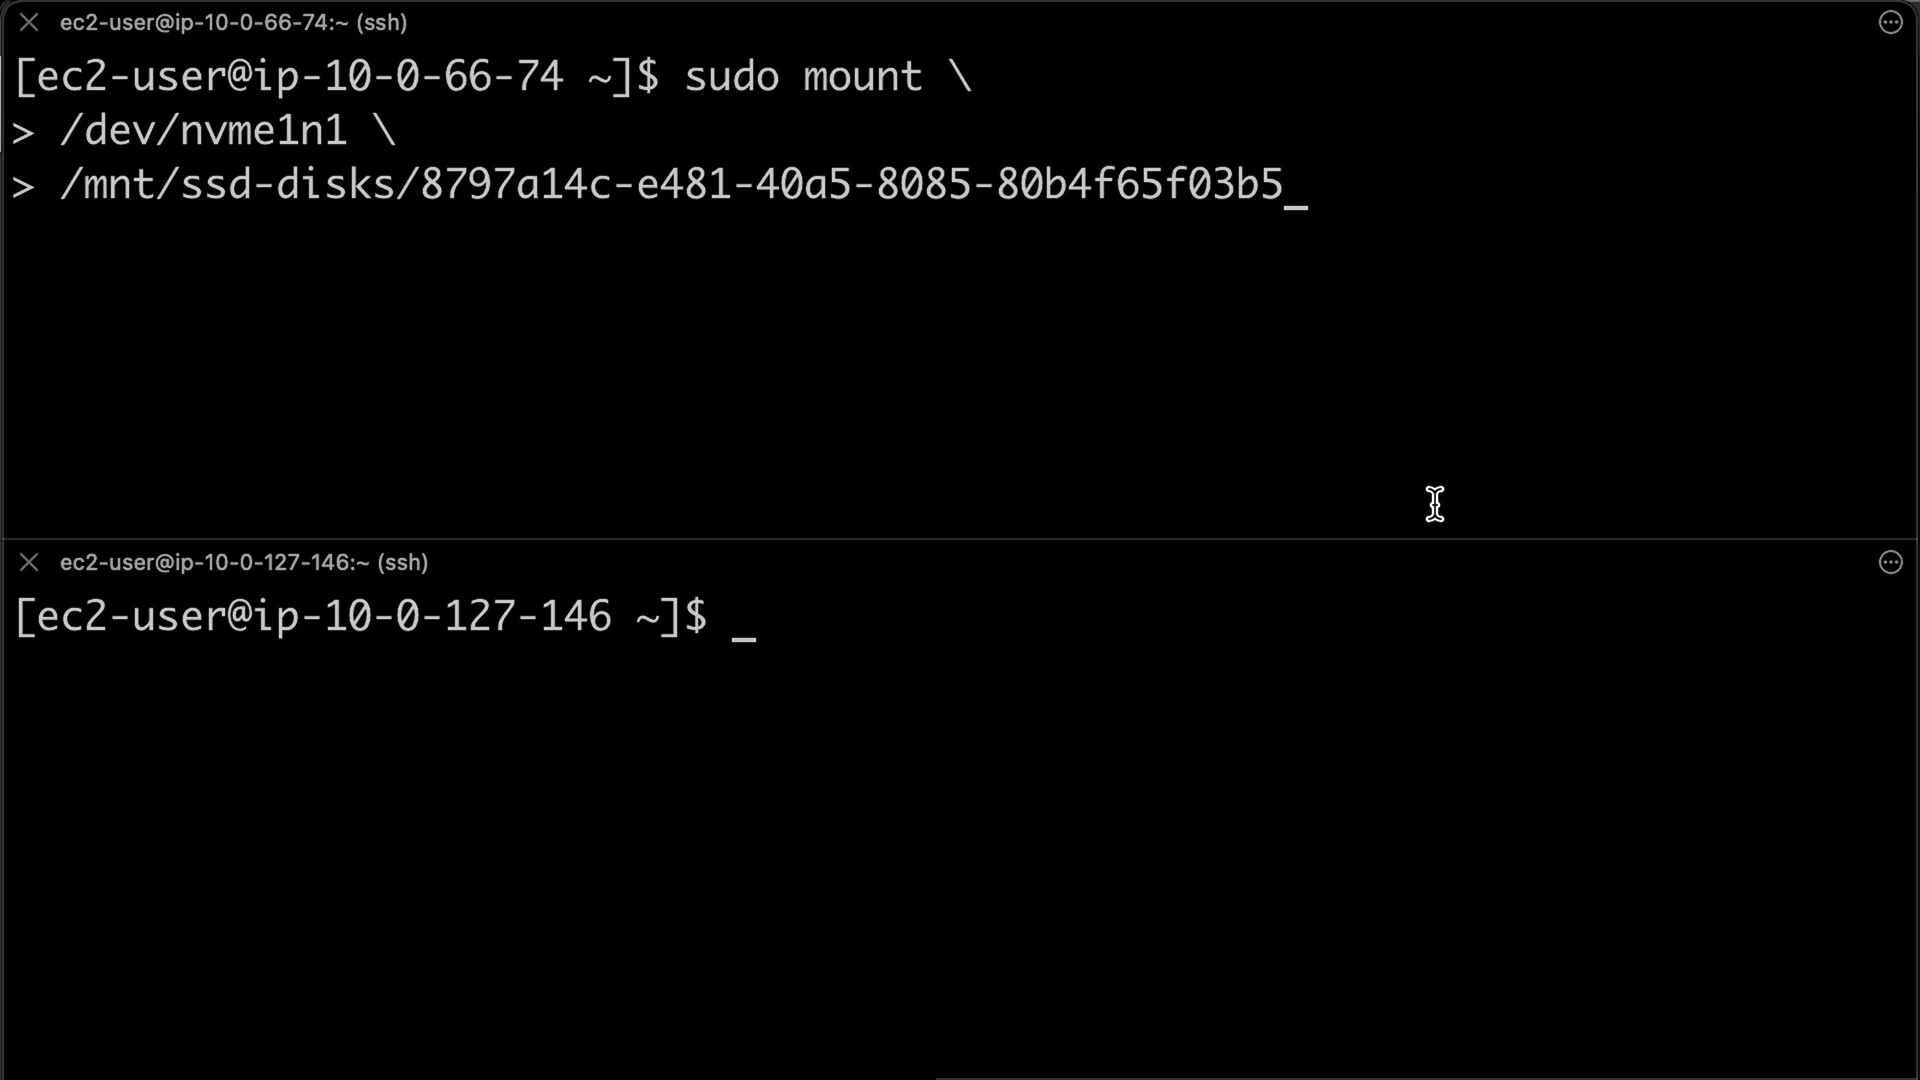 ec2-user@ip-10-0-66-74:~ (ssh)
[ec2-user@ip-10-0-66-74 ~]$ sudo mount \
> /dev/nvme1n1 \
> /mnt/ssd-disks/8797a14c-e481-40a5-8085-80b4f65f03b5_
ec2-user@ip-10-0-127-146:~ (ssh)
[ec2-user@ip-10-0-127-146 ~]$ _